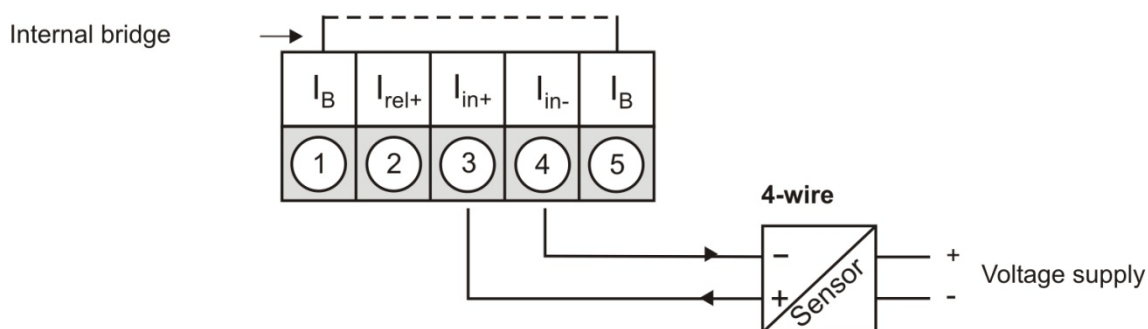 Internal bridge
I_B I_rel+ I_in+ I_in- I_B
1 2 3 4 5
4-wire
- +
Sensor
+ Voltage supply
+ -